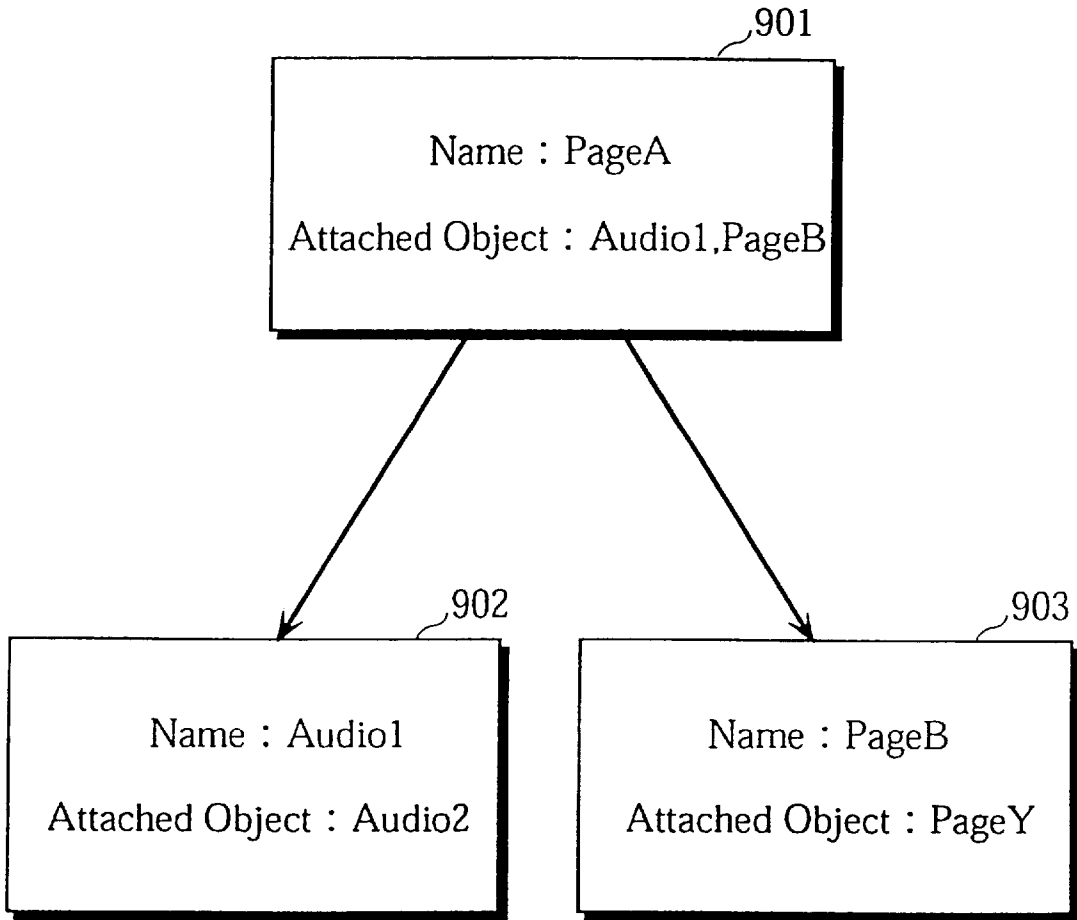 901
Name : PageA
Attached Object : Audio1,PageB
902
Name : Audio1
Attached Object : Audio2
903
Name : PageB
Attached Object : PageY